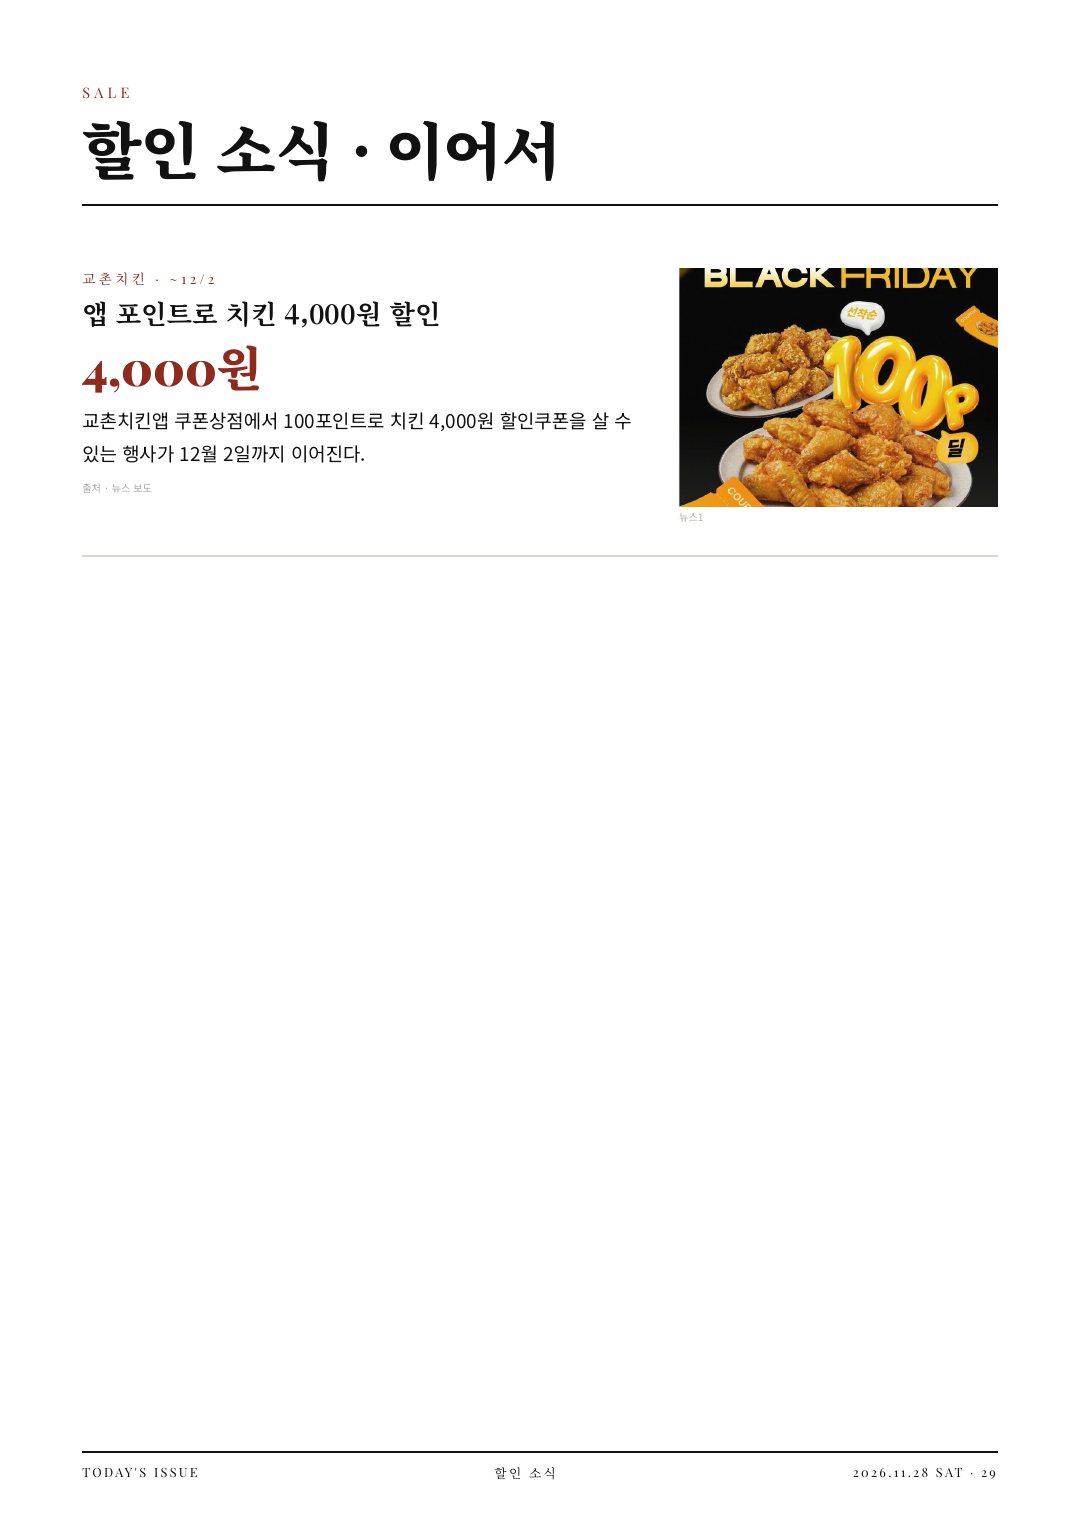 SALE
할인 소식 · 이어서
교촌치킨 · ~12/2
앱 포인트로 치킨 4,000원 할인
4,000원
교촌치킨앱 쿠폰상점에서 100포인트로 치킨 4,000원 할인쿠폰을 살 수
있는 행사가 12월 2일까지 이어진다.
출처 · 뉴스 보도
BLACK FRIDAY
선착순
100P
딜
뉴스1
TODAY'S ISSUE
할인 소식
2026.11.28 SAT · 29